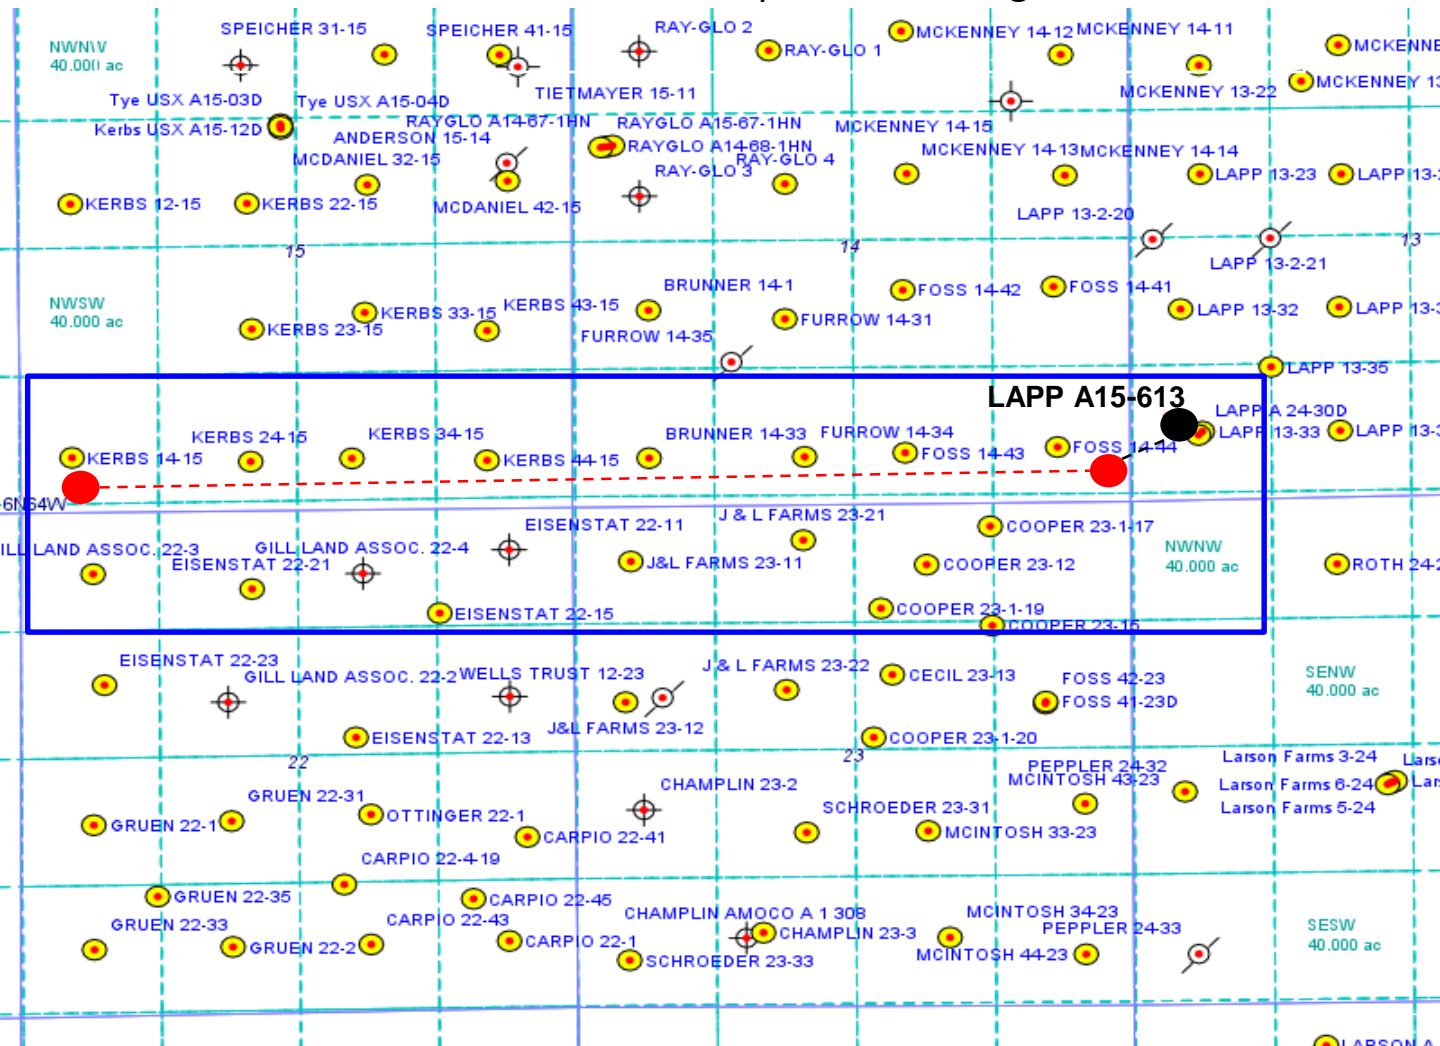 SPEICHER 31-15
SPEICHER 41-15
RAY-GLO 2
RAY-GLO 1
MCKENNEY 14-12
MCKENNEY 14-11
MCKENNE
NWNW
40.000 ac
TIETMAYER 15-11
MCKENNEY 13-22
MCKENNEY 13
Tye USX A15-03D
Tye USX A15-04D
Kerbs USX A15-12D
RAYGLO A14-67-1HN
RAYGLO A15-67-1HN
MCKENNEY 14-15
ANDERSON 15-14
RAYGLO A14-68-1HN
MCDANIEL 32-15
RAY-GLO 4
RAY-GLO 3
MCKENNEY 14-13
MCKENNEY 14-14
LAPP 13-23
LAPP 13-
KERBS 12-15
KERBS 22-15
MCDANIEL 42-15
LAPP 13-2-20
15
14
13
LAPP 13-2-21
NWSW
40.000 ac
BRUNNER 14-1
FOSS 14-42
FOSS 14-41
KERBS 23-15
KERBS 33-15
KERBS 43-15
FURROW 14-35
FURROW 14-31
LAPP 13-32
LAPP 13-3
LAPP 13-35
LAPP A15-613
LAPP A 24-30D
KERBS 24-15
KERBS 34-15
BRUNNER 14-33
FURROW 14-34
LAPP 13-33
LAPP 13-3
KERBS 14-15
KERBS 44-15
FOSS 14-43
FOSS 14-44
6N64W
EISENSTAT 22-11
J & L FARMS 23-21
COOPER 23-1-17
ILL LAND ASSOC. 22-3
GILL LAND ASSOC. 22-4
EISENSTAT 22-21
J&L FARMS 23-11
COOPER 23-12
NWNW
40.000 ac
ROTH 24-2
EISENSTAT 22-15
COOPER 23-1-19
COOPER 23-15
EISENSTAT 22-23
GILL LAND ASSOC. 22-2
WELLS TRUST 12-23
J & L FARMS 23-22
CECIL 23-13
FOSS 42-23
FOSS 41-23D
SENW
40.000 ac
J&L FARMS 23-12
EISENSTAT 22-13
COOPER 23-1-20
22
23
PEPPLER 24-32
Larson Farms 3-24
Lars
MCINTOSH 43-23
Larson Farms 6-24
Lars
Larson Farms 5-24
CHAMPLIN 23-2
GRUEN 22-31
GRUEN 22-1
OTTINGER 22-1
CARPIO 22-41
SCHROEDER 23-31
MCINTOSH 33-23
CARPIO 22-4-19
GRUEN 22-35
CARPIO 22-45
GRUEN 22-33
GRUEN 22-2
CARPIO 22-43
CARPIO 22-1
CHAMPLIN AMOCO A 1 308
CHAMPLIN 23-3
MCINTOSH 34-23
PEPPLER 24-33
MCINTOSH 44-23
SCHROEDER 23-33
SESW
40.000 ac
LARSON A